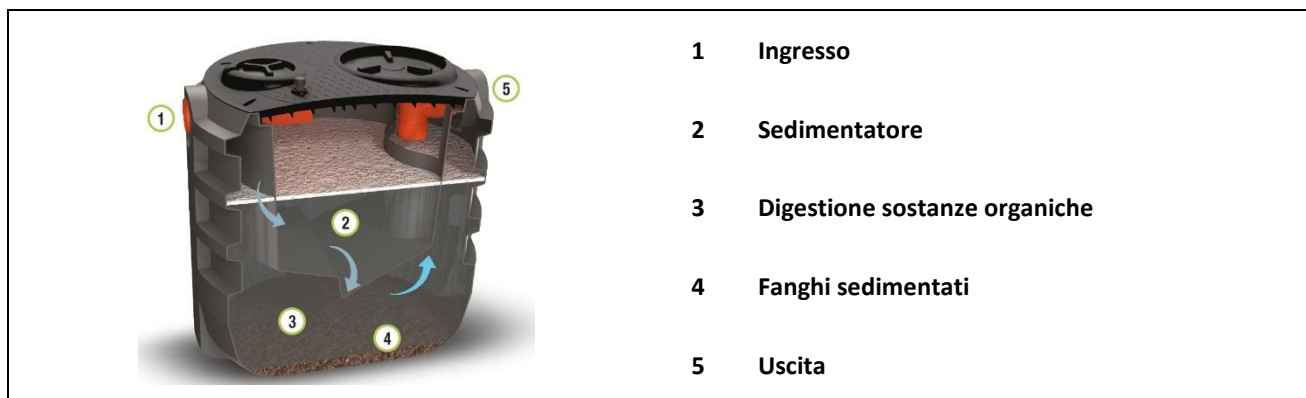 1 Ingresso
2 Sedimentatore
3 Digestione sostanze organiche
4 Fanghi sedimentati
5 Uscita
1
5
2
3
4